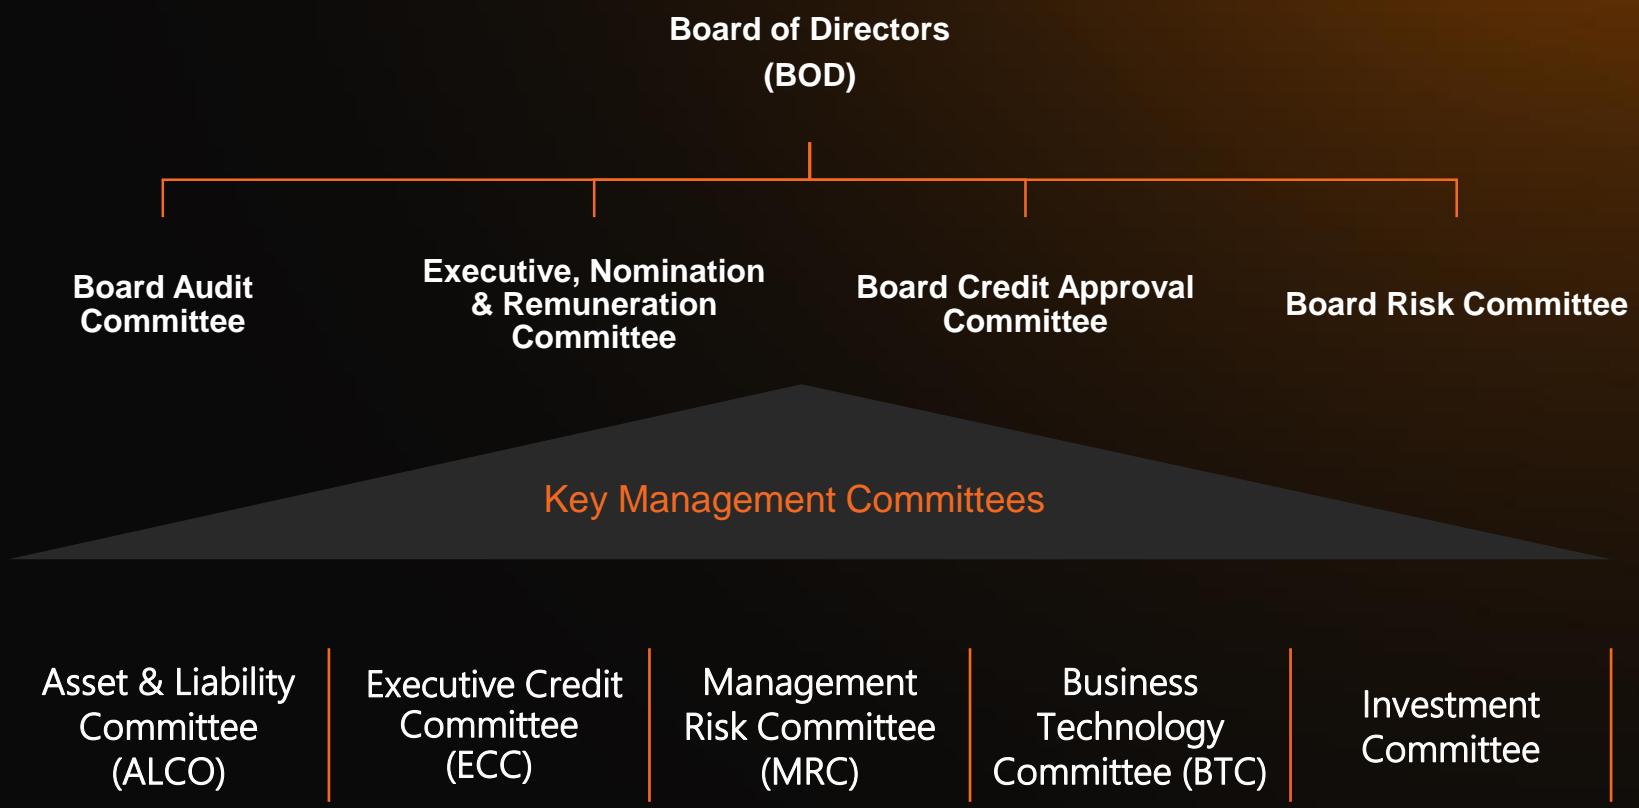 Board of Directors
(BOD)
Board Audit
Committee
Executive, Nomination
& Remuneration
Committee
Board Credit Approval
Committee
Board Risk Committee
Key Management Committees
Asset & Liability
Committee
(ALCO)
Executive Credit
Committee
(ECC)
Management
Risk Committee
(MRC)
Business
Technology
Committee (BTC)
Investment
Committee